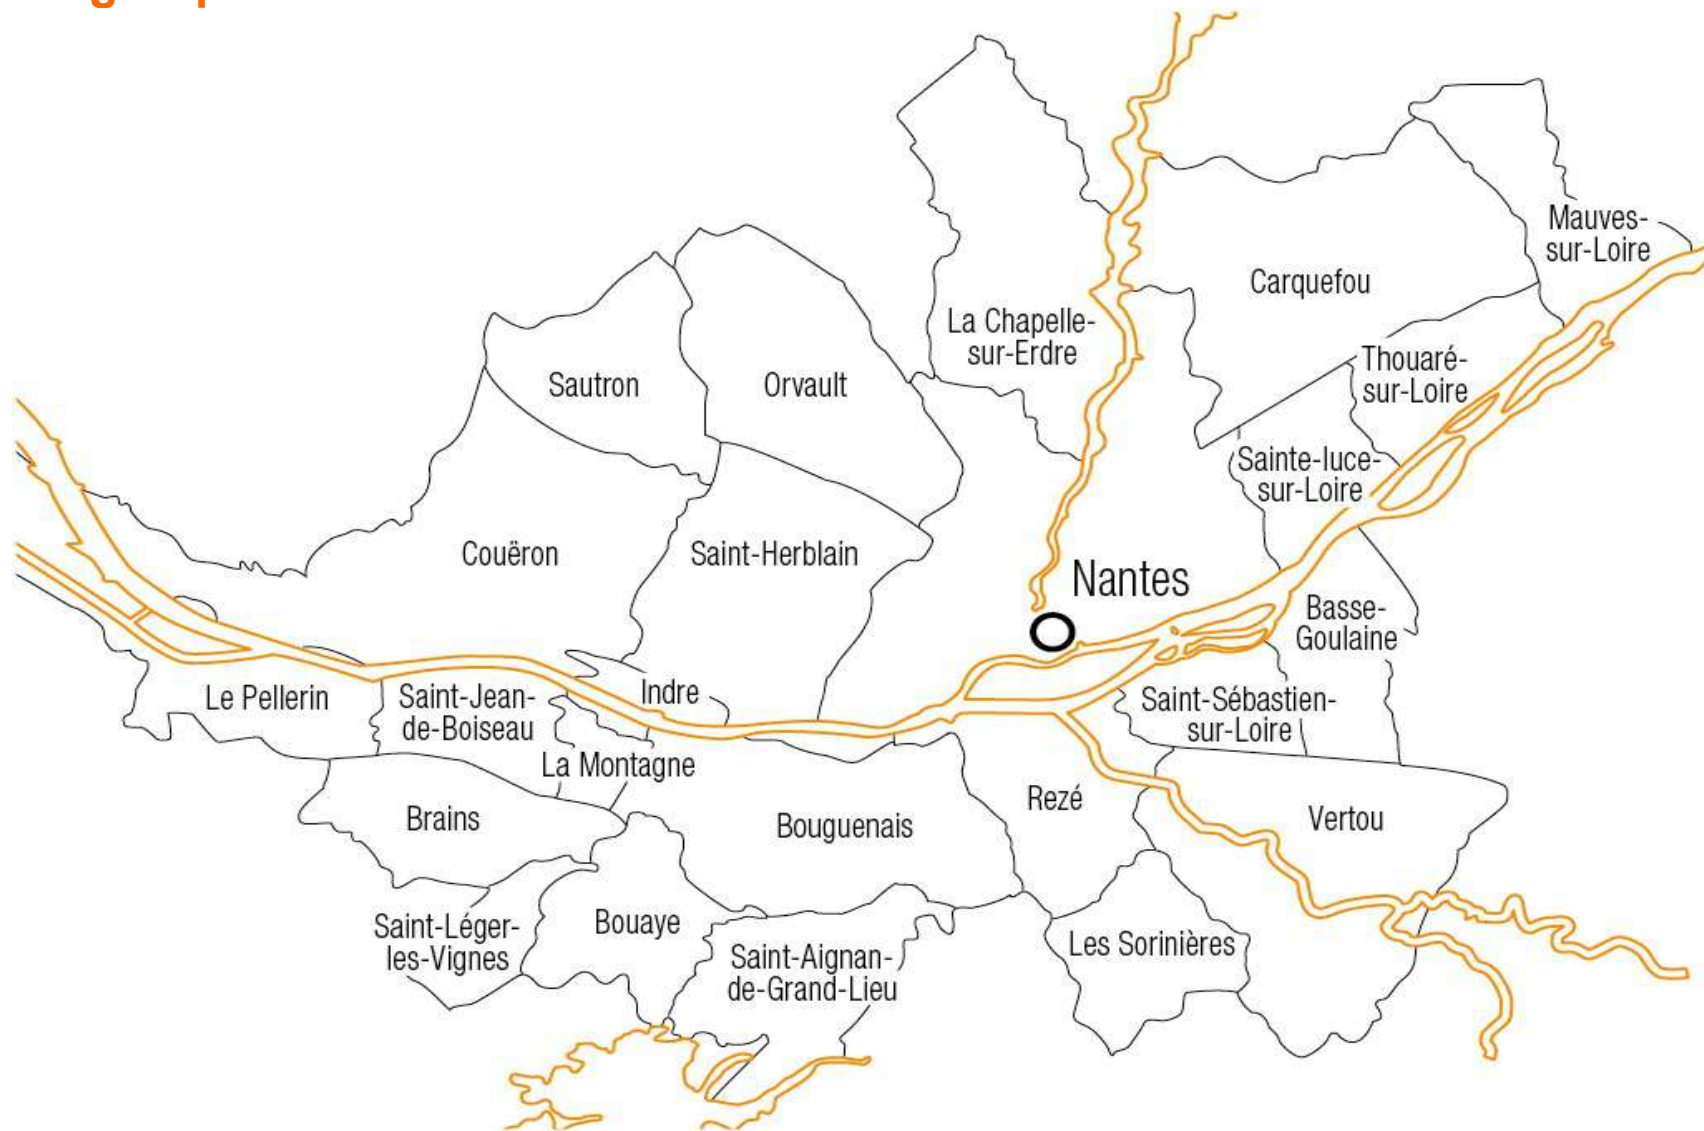 Mauves-
sur-Loire
Carquefou
La Chapelle-
sur-Erdre
Thouaré-
sur-Loire
Sautron
Orvault
Sainte-luce-
sur-Loire
Couëron
Saint-Herblain
Nantes
Basse-
Goulaine
Le Pellerin
Saint-Jean-
de-Boiseau
Indre
Saint-Sébastien-
sur-Loire
La Montagne
Brains
Bouguenais
Rezé
Vertou
Saint-Léger-
les-Vignes
Bouaye
Saint-Aignan-
de-Grand-Lieu
Les Sorinières